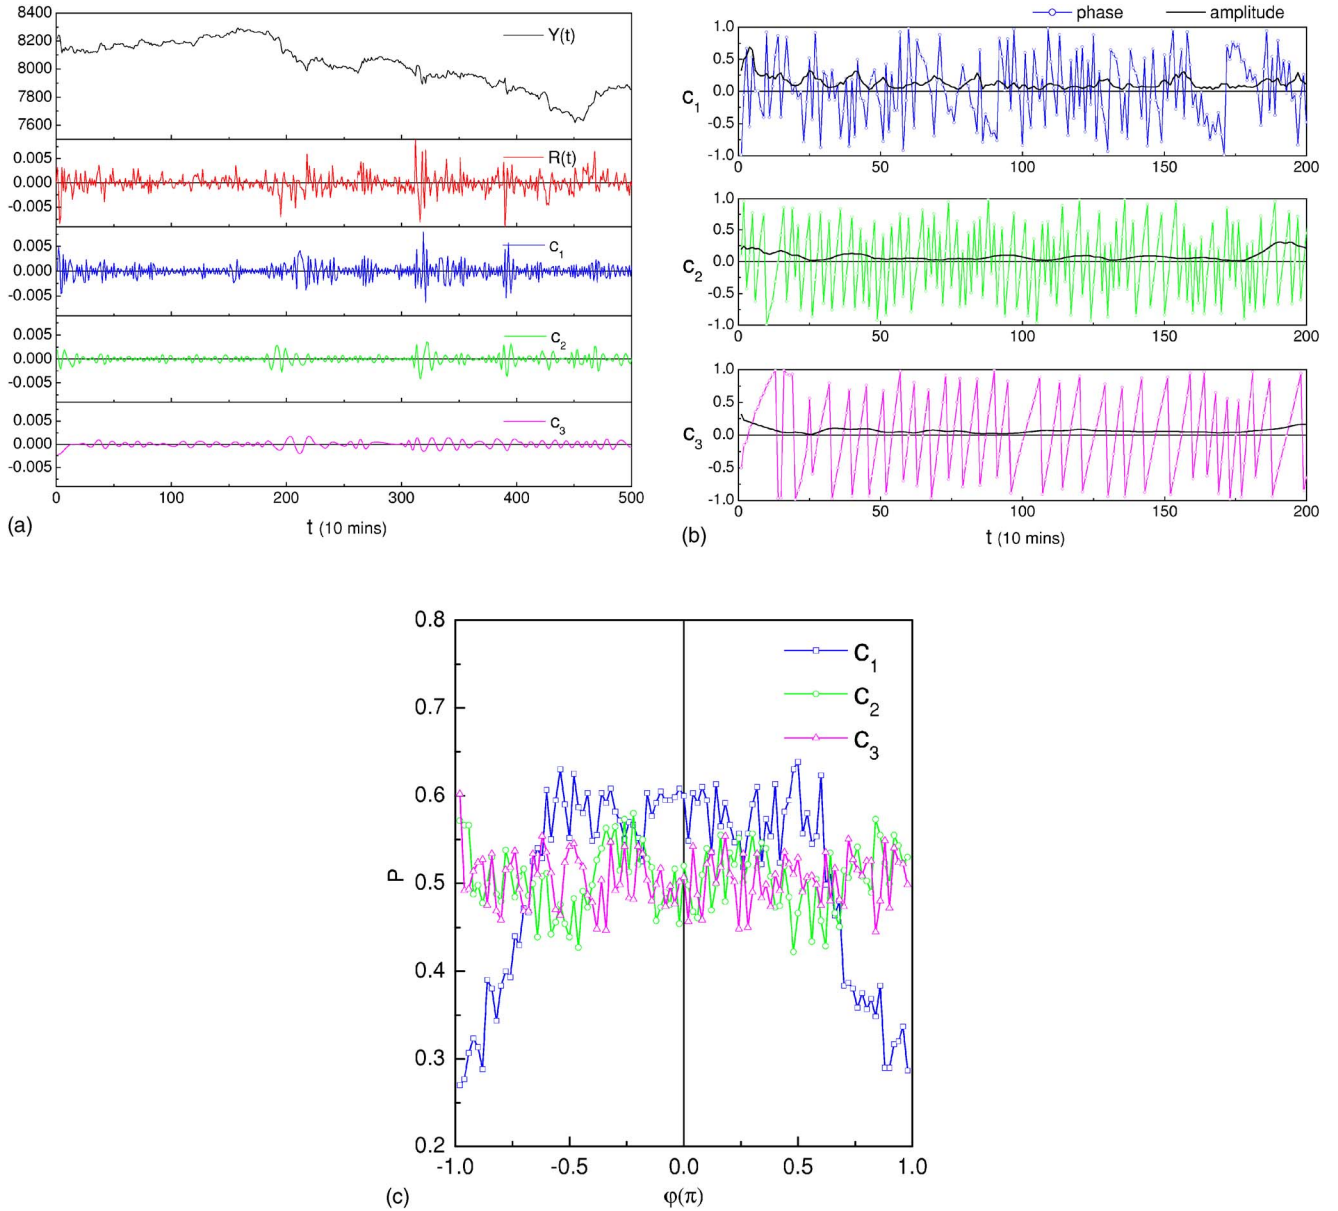 8400
8200
8000
7800
7600
Y(t)
0.005
0.000
-0.005
R(t)
0.005
0.000
-0.005
c1
0.005
0.000
-0.005
c2
0.005
0.000
-0.005
c3
0 100 200 300 400 500
t (10 mins)
(a)
phase amplitude
1.0
0.5
0.0
-0.5
-1.0
c1
0 50 100 150 200
1.0
0.5
0.0
-0.5
-1.0
c2
0 50 100 150 200
1.0
0.5
0.0
-0.5
-1.0
c3
0 50 100 150 200
t (10 mins)
(b)
0.8
0.7
0.6
0.5
0.4
0.3
0.2
P
c1
c2
c3
-1.0 -0.5 0.0 0.5 1.0
φ(π)
(c)